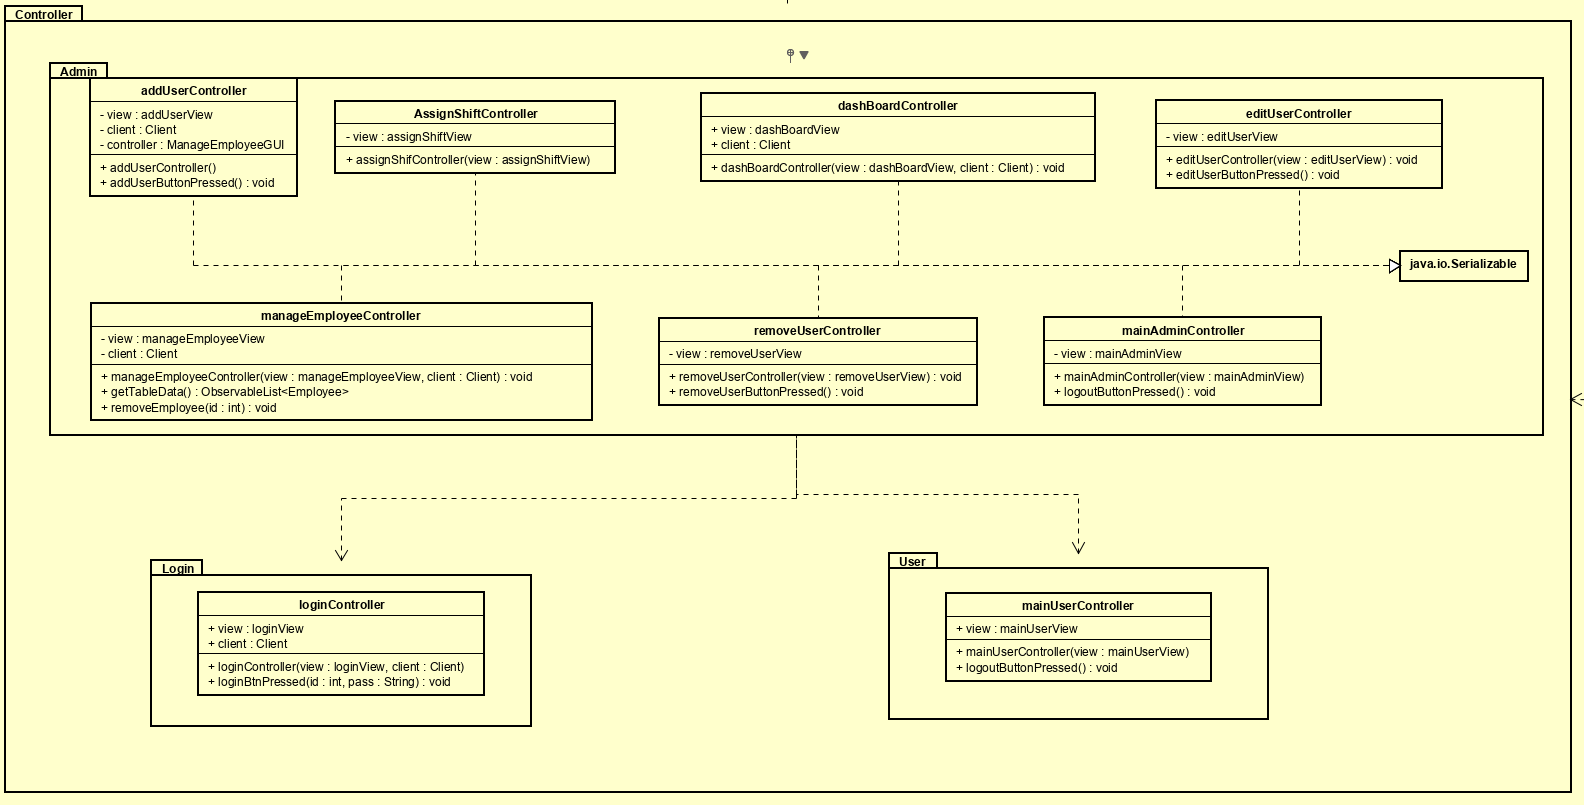 Controller
Admin
addUserController
- view : addUserView
- client : Client
- controller : ManageEmployeeGUI
+ addUserController()
+ addUserButtonPressed() : void
AssignShiftController
- view : assignShiftView
+ assignShifController(view : assignShiftView)
dashBoardController
+ view : dashBoardView
+ client : Client
+ dashBoardController(view : dashBoardView, client : Client) : void
editUserController
- view : editUserView
+ editUserController(view : editUserView) : void
+ editUserButtonPressed() : void
java.io.Serializable
manageEmployeeController
- view : manageEmployeeView
- client : Client
+ manageEmployeeController(view : manageEmployeeView, client : Client) : void
+ getTableData() : ObservableList<Employee>
+ removeEmployee(id : int) : void
removeUserController
- view : removeUserView
+ removeUserController(view : removeUserView) : void
+ removeUserButtonPressed() : void
mainAdminController
- view : mainAdminView
+ mainAdminController(view : mainAdminView)
+ logoutButtonPressed() : void
Login
loginController
+ view : loginView
+ client : Client
+ loginController(view : loginView, client : Client)
+ loginBtnPressed(id : int, pass : String) : void
User
mainUserController
+ view : mainUserView
+ mainUserController(view : mainUserView)
+ logoutButtonPressed() : void